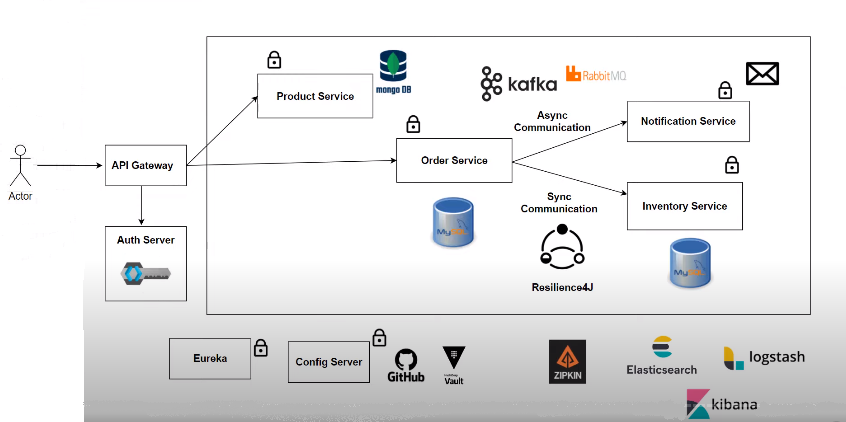 Product Service
mongo DB
kafka
RabbitMQ
Async
Communication
Notification Service
API Gateway
Order Service
Actor
Sync
Communication
Inventory Service
Auth Server
MySQL
MySQL
Resilience4J
Eureka
Config Server
GitHub
Vault
ZIPKIN
Elasticsearch
logstash
kibana